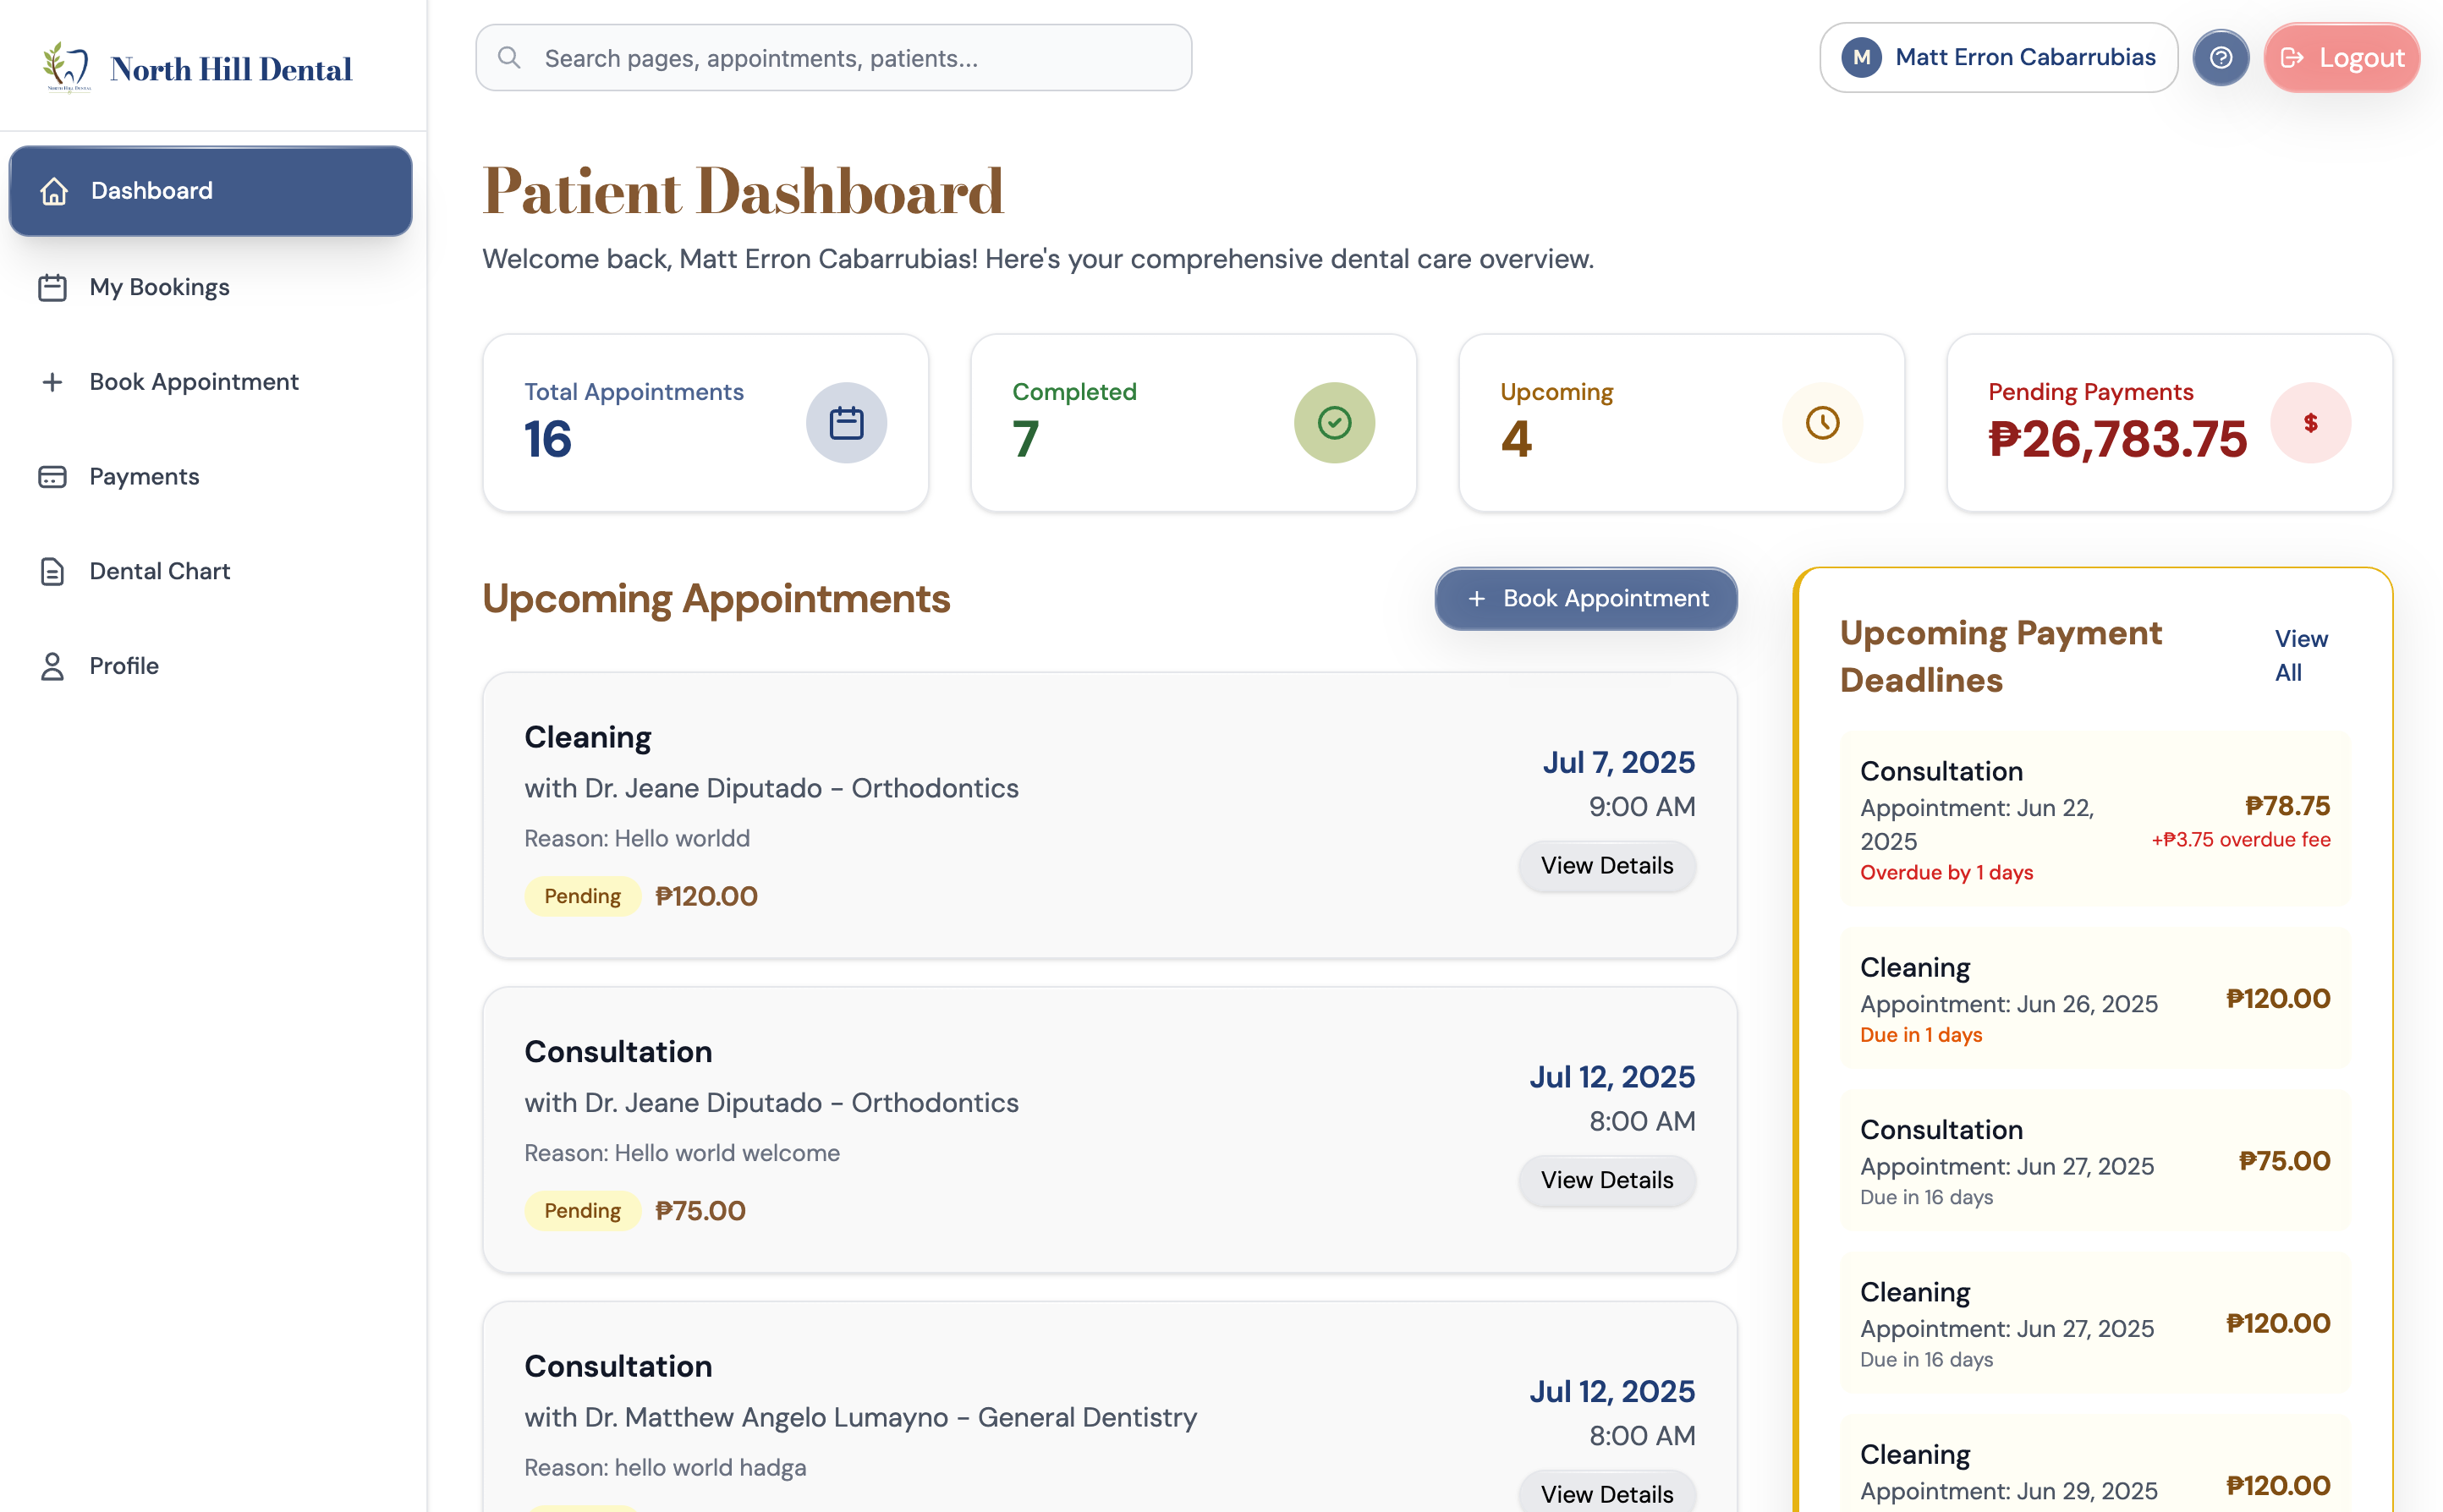 North Hill Dental
Search pages, appointments, patients...
M
Matt Erron Cabarrubias
Logout
Dashboard
My Bookings
Book Appointment
Payments
Dental Chart
Profile
Patient Dashboard
Welcome back, Matt Erron Cabarrubias! Here's your comprehensive dental care overview.
Total Appointments
16
Completed
7
Upcoming
4
Pending Payments
₱26,783.75
$
Upcoming Appointments
+ Book Appointment
Cleaning
with Dr. Jeane Diputado - Orthodontics
Reason: Hello worldd
Pending ₱120.00
Jul 7, 2025
9:00 AM
View Details
Consultation
with Dr. Jeane Diputado - Orthodontics
Reason: Hello world welcome
Pending ₱75.00
Jul 12, 2025
8:00 AM
View Details
Consultation
with Dr. Matthew Angelo Lumayno - General Dentistry
Reason: hello world hadga
Jul 12, 2025
8:00 AM
View Details
Upcoming Payment
Deadlines
View
All
Consultation
Appointment: Jun 22,
2025
Overdue by 1 days
₱78.75
+₱3.75 overdue fee
Cleaning
Appointment: Jun 26, 2025
Due in 1 days
₱120.00
Consultation
Appointment: Jun 27, 2025
Due in 16 days
₱75.00
Cleaning
Appointment: Jun 27, 2025
Due in 16 days
₱120.00
Cleaning
Appointment: Jun 29, 2025
₱120.00